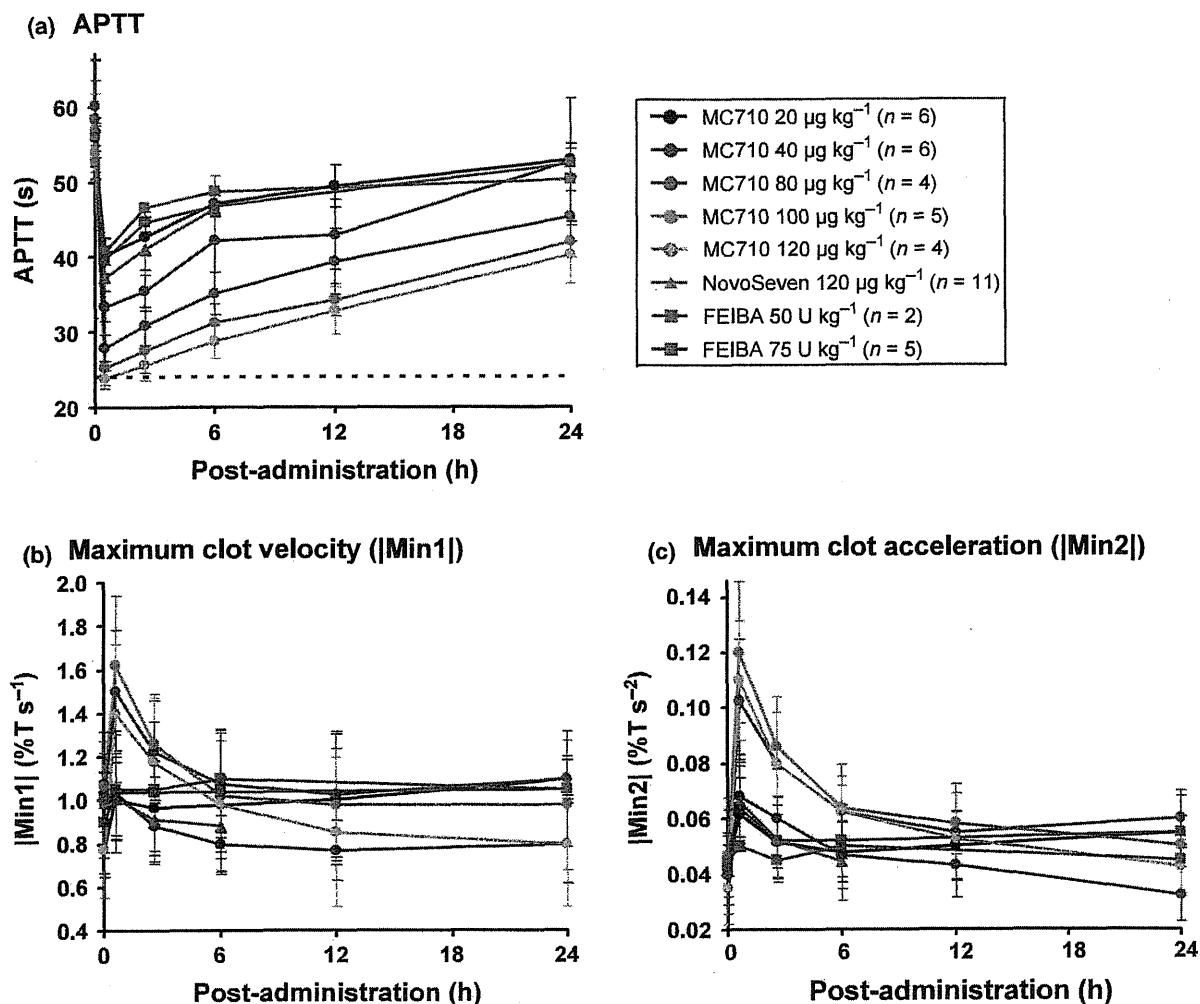 (a) APTT
60
50
40
30
20
APTT (s)
0 6 12 18 24
Post-administration (h)
MC710 20 µg kg⁻¹ (n = 6)
MC710 40 µg kg⁻¹ (n = 6)
MC710 80 µg kg⁻¹ (n = 4)
MC710 100 µg kg⁻¹ (n = 5)
MC710 120 µg kg⁻¹ (n = 4)
NovoSeven 120 µg kg⁻¹ (n = 11)
FEIBA 50 U kg⁻¹ (n = 2)
FEIBA 75 U kg⁻¹ (n = 5)
(b) Maximum clot velocity (|Min1|)
2.0
1.8
1.6
1.4
1.2
1.0
0.8
0.6
0.4
|Min1| (%T s⁻¹)
0 6 12 18 24
Post-administration (h)
(c) Maximum clot acceleration (|Min2|)
0.14
0.12
0.10
0.08
0.06
0.04
0.02
|Min2| (%T s⁻²)
0 6 12 18 24
Post-administration (h)